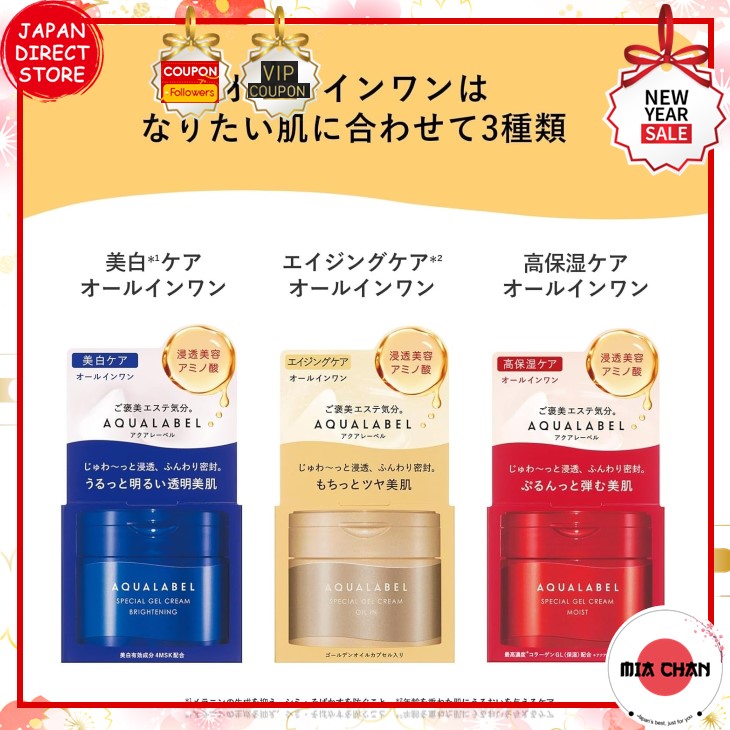 JAPAN
DIRECT
STORE
COUPON
Followers
VIP
COUPON
NEW
YEAR
SALE
インワンは
なりたい肌に合わせて3種類
美白*1ケア
オールインワン
エイジングケア*2
オールインワン
高保湿ケア
オールインワン
美白ケア
オールインワン
浸透美容
アミノ酸
ご褒美エステ気分。
AQUALABEL
アクアレーベル
じゅわ〜っと浸透、ふんわり密封。
うるっと明るい透明美肌
AQUALABEL
SPECIAL GEL CREAM
BRIGHTENING
美白有効成分4MSK配合
エイジングケア
オールインワン
浸透美容
アミノ酸
ご褒美エステ気分。
AQUALABEL
アクアレーベル
じゅわ〜っと浸透、ふんわり密封。
もちっとツヤ美肌
AQUALABEL
SPECIAL GEL CREAM
OIL-IN
ゴールデンオイルカプセル入り
高保湿ケア
オールインワン
浸透美容
アミノ酸
ご褒美エステ気分。
AQUALABEL
アクアレーベル
じゅわ〜っと浸透、ふんわり密封。
ぷるんっと弾む美肌
AQUALABEL
SPECIAL GEL CREAM
MOIST
最高濃度*コラーゲンGL(保湿)配合
*1メラニンの生成を抑え、シミ・そばかすを防ぐこと *2年齢を重ねた肌にうるおいを与えるケア
MIA CHAN
Japan's best, just for you